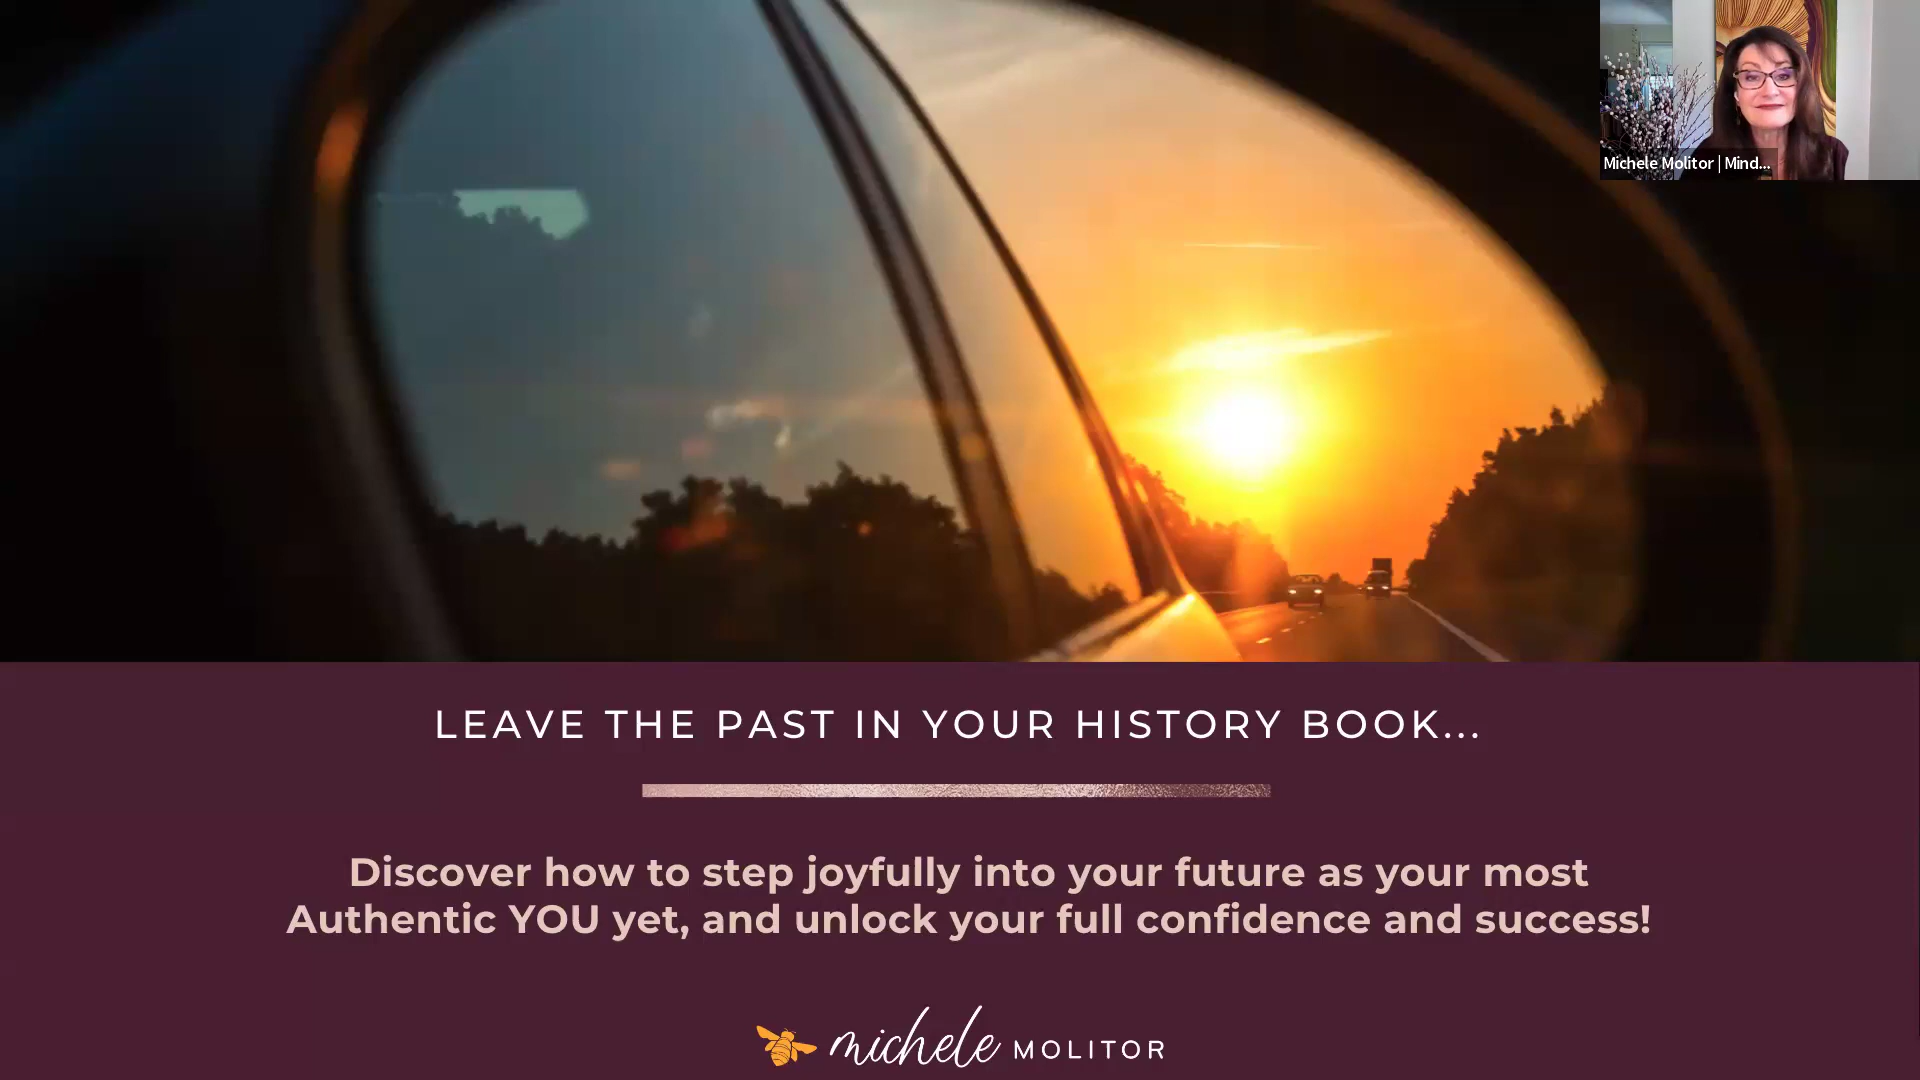 Michele Molitor | Mind...
LEAVE THE PAST IN YOUR HISTORY BOOK...
Discover how to step joyfully into your future as your most
Authentic YOU yet, and unlock your full confidence and success!
michele MOLITOR